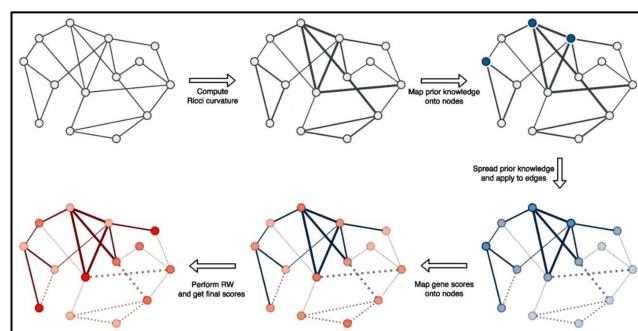 Compute
Ricci curvature
Map prior knowledge
onto nodes
Spread prior knowledge
and apply to edges
Map gene scores
onto nodes
Perform RW
and get final scores